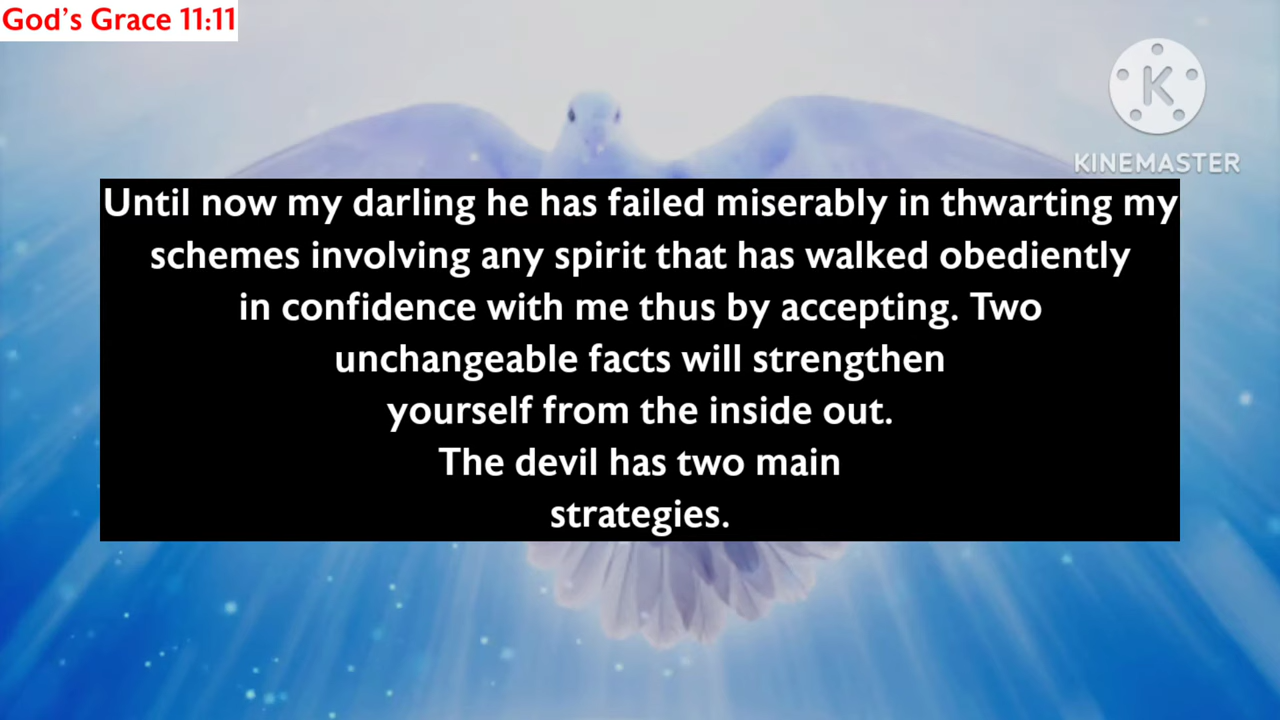 God's Grace 11:11
K
KINEMASTER
Until now my darling he has failed miserably in thwarting my
schemes involving any spirit that has walked obediently
in confidence with me thus by accepting. Two
unchangeable facts will strengthen
yourself from the inside out.
The devil has two main
strategies.